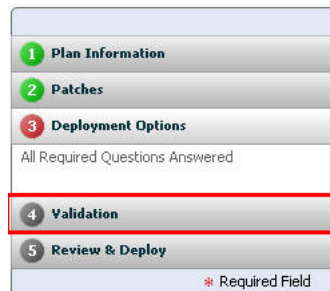 1 Plan Information
2 Patches
3 Deployment Options
All Required Questions Answered
4 Validation
5 Review & Deploy
* Required Field